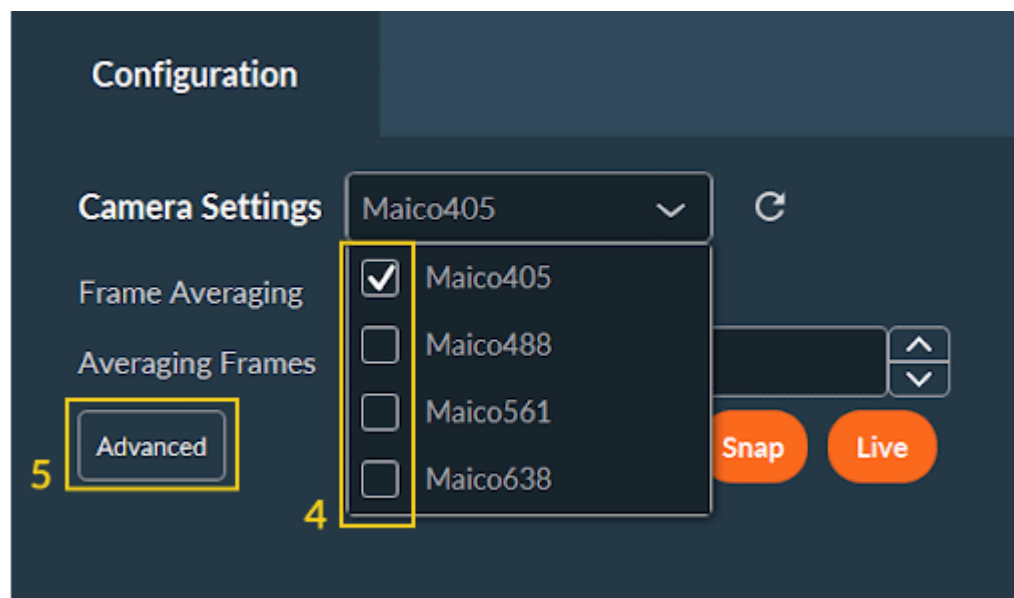 Configuration
Camera Settings
Maico405
Maico405
Frame Averaging
Maico488
Averaging Frames
Maico561
Advanced
Snap
Live
5
Maico638
4